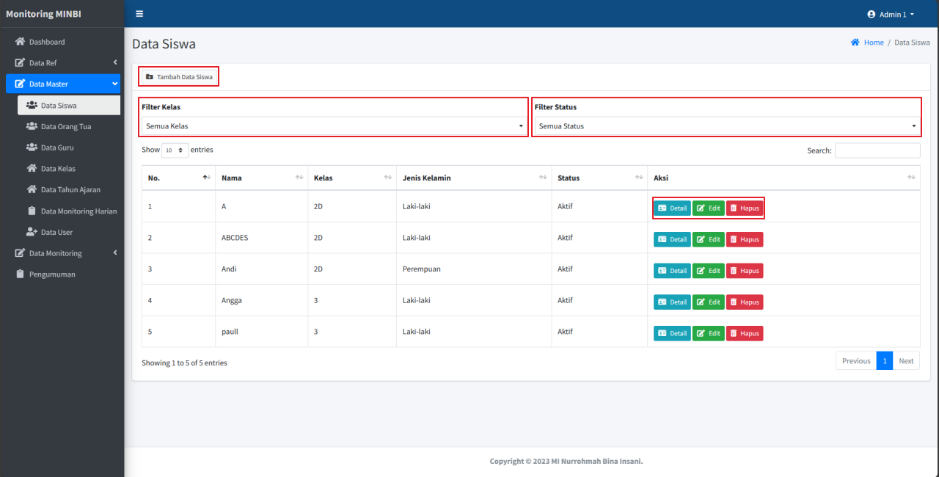 Monitoring MINBI
Admin 1
Dashboard
Data Ref
Data Master
Data Siswa
Data Orang Tua
Data Guru
Data Kelas
Data Tahun Ajaran
Data Monitoring Harian
Data User
Data Monitoring
Pengumuman
Data Siswa
Home / Data Siswa
Tambah Data Siswa
Filter Kelas Filter Status
Semua Kelas Semua Status
Show 10 entries Search:
No. Nama Kelas Jenis Kelamin Status Aksi
1 A 2D Laki-laki Aktif Detail Edit Hapus
2 ABCDES 2D Laki-laki Aktif Detail Edit Hapus
3 Andi 2D Perempuan Aktif Detail Edit Hapus
4 Angga 3 Laki-laki Aktif Detail Edit Hapus
5 paull 3 Laki-laki Aktif Detail Edit Hapus
Showing 1 to 5 of 5 entries Previous 1 Next
Copyright © 2023 MI Nurrohmah Bina Insani.